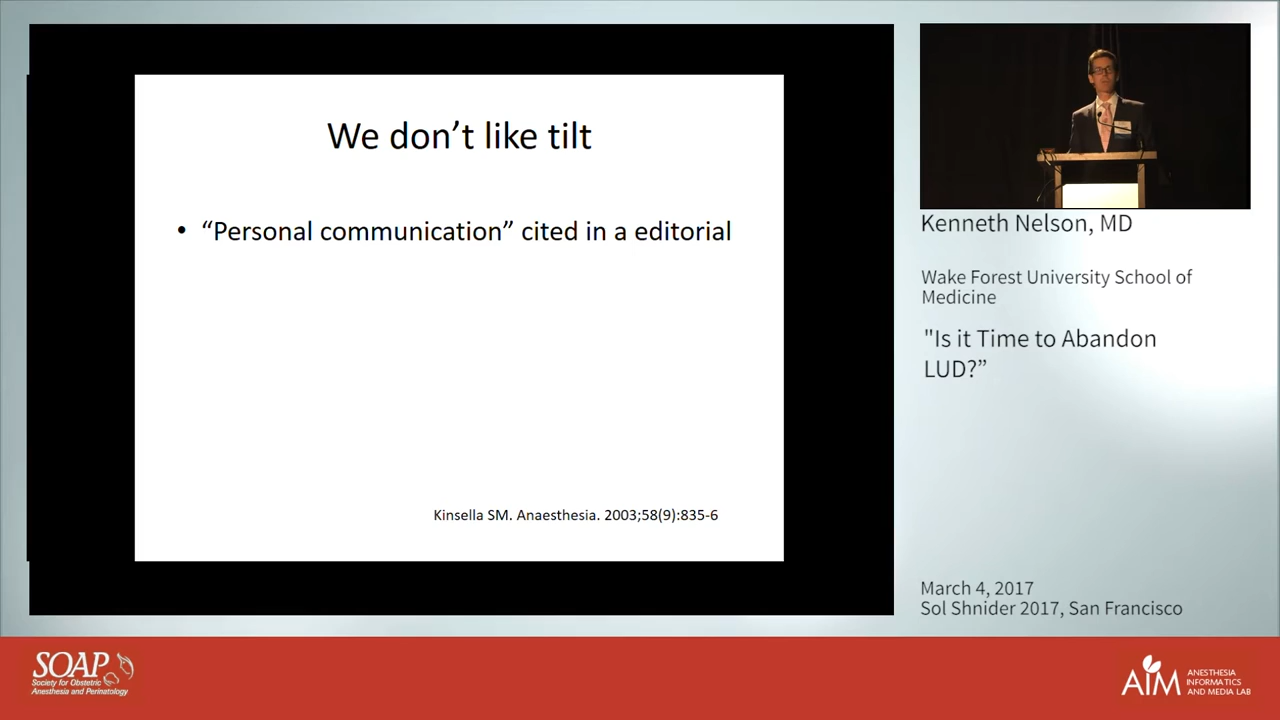 We don’t like tilt
• “Personal communication” cited in a editorial
Kinsella SM. Anaesthesia. 2003;58(9):835-6
Kenneth Nelson, MD
Wake Forest University School of
Medicine
"Is it Time to Abandon
LUD?”
March 4, 2017
Sol Shnider 2017, San Francisco
SOAP
Society for Obstetric
Anesthesia and Perinatology
AIM
ANESTHESIA
INFORMATICS
AND MEDIA LAB